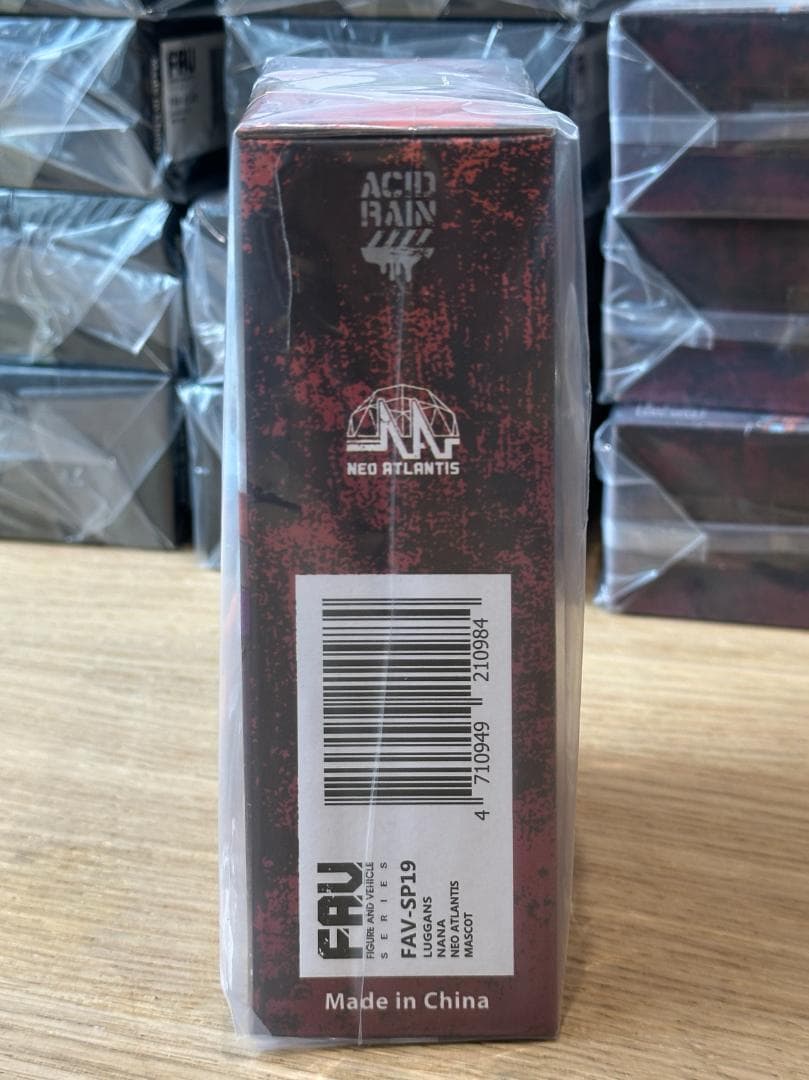 ACID
RAIN
NEO ATLANTIS
4 710949 210984
FAV
FIGURE AND VEHICLE
SERIES
FAV-SP19
LUGGANS
NANA
NEO ATLANTIS
MASCOT
Made in China
FAV